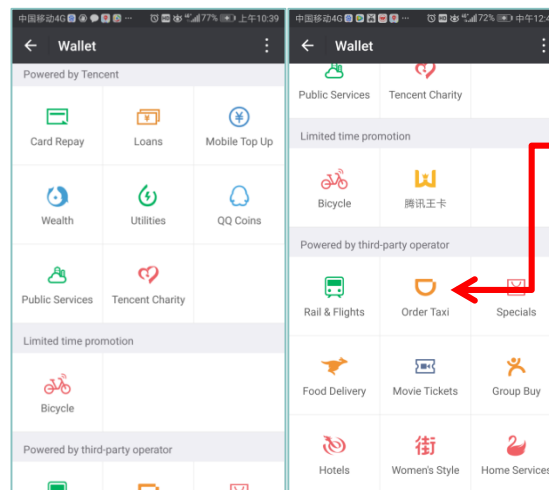 中国移动4G 77% 上午10:39
Wallet
Powered by Tencent
Card Repay Loans Mobile Top Up
Wealth Utilities QQ Coins
Public Services Tencent Charity
Limited time promotion
Bicycle
Powered by third-party operator
中国移动4G 72% 中午12:4
Wallet
Public Services Tencent Charity
Limited time promotion
Bicycle 腾讯王卡
Powered by third-party operator
Rail & Flights Order Taxi Specials
Food Delivery Movie Tickets Group Buy
街
Hotels Women's Style Home Services